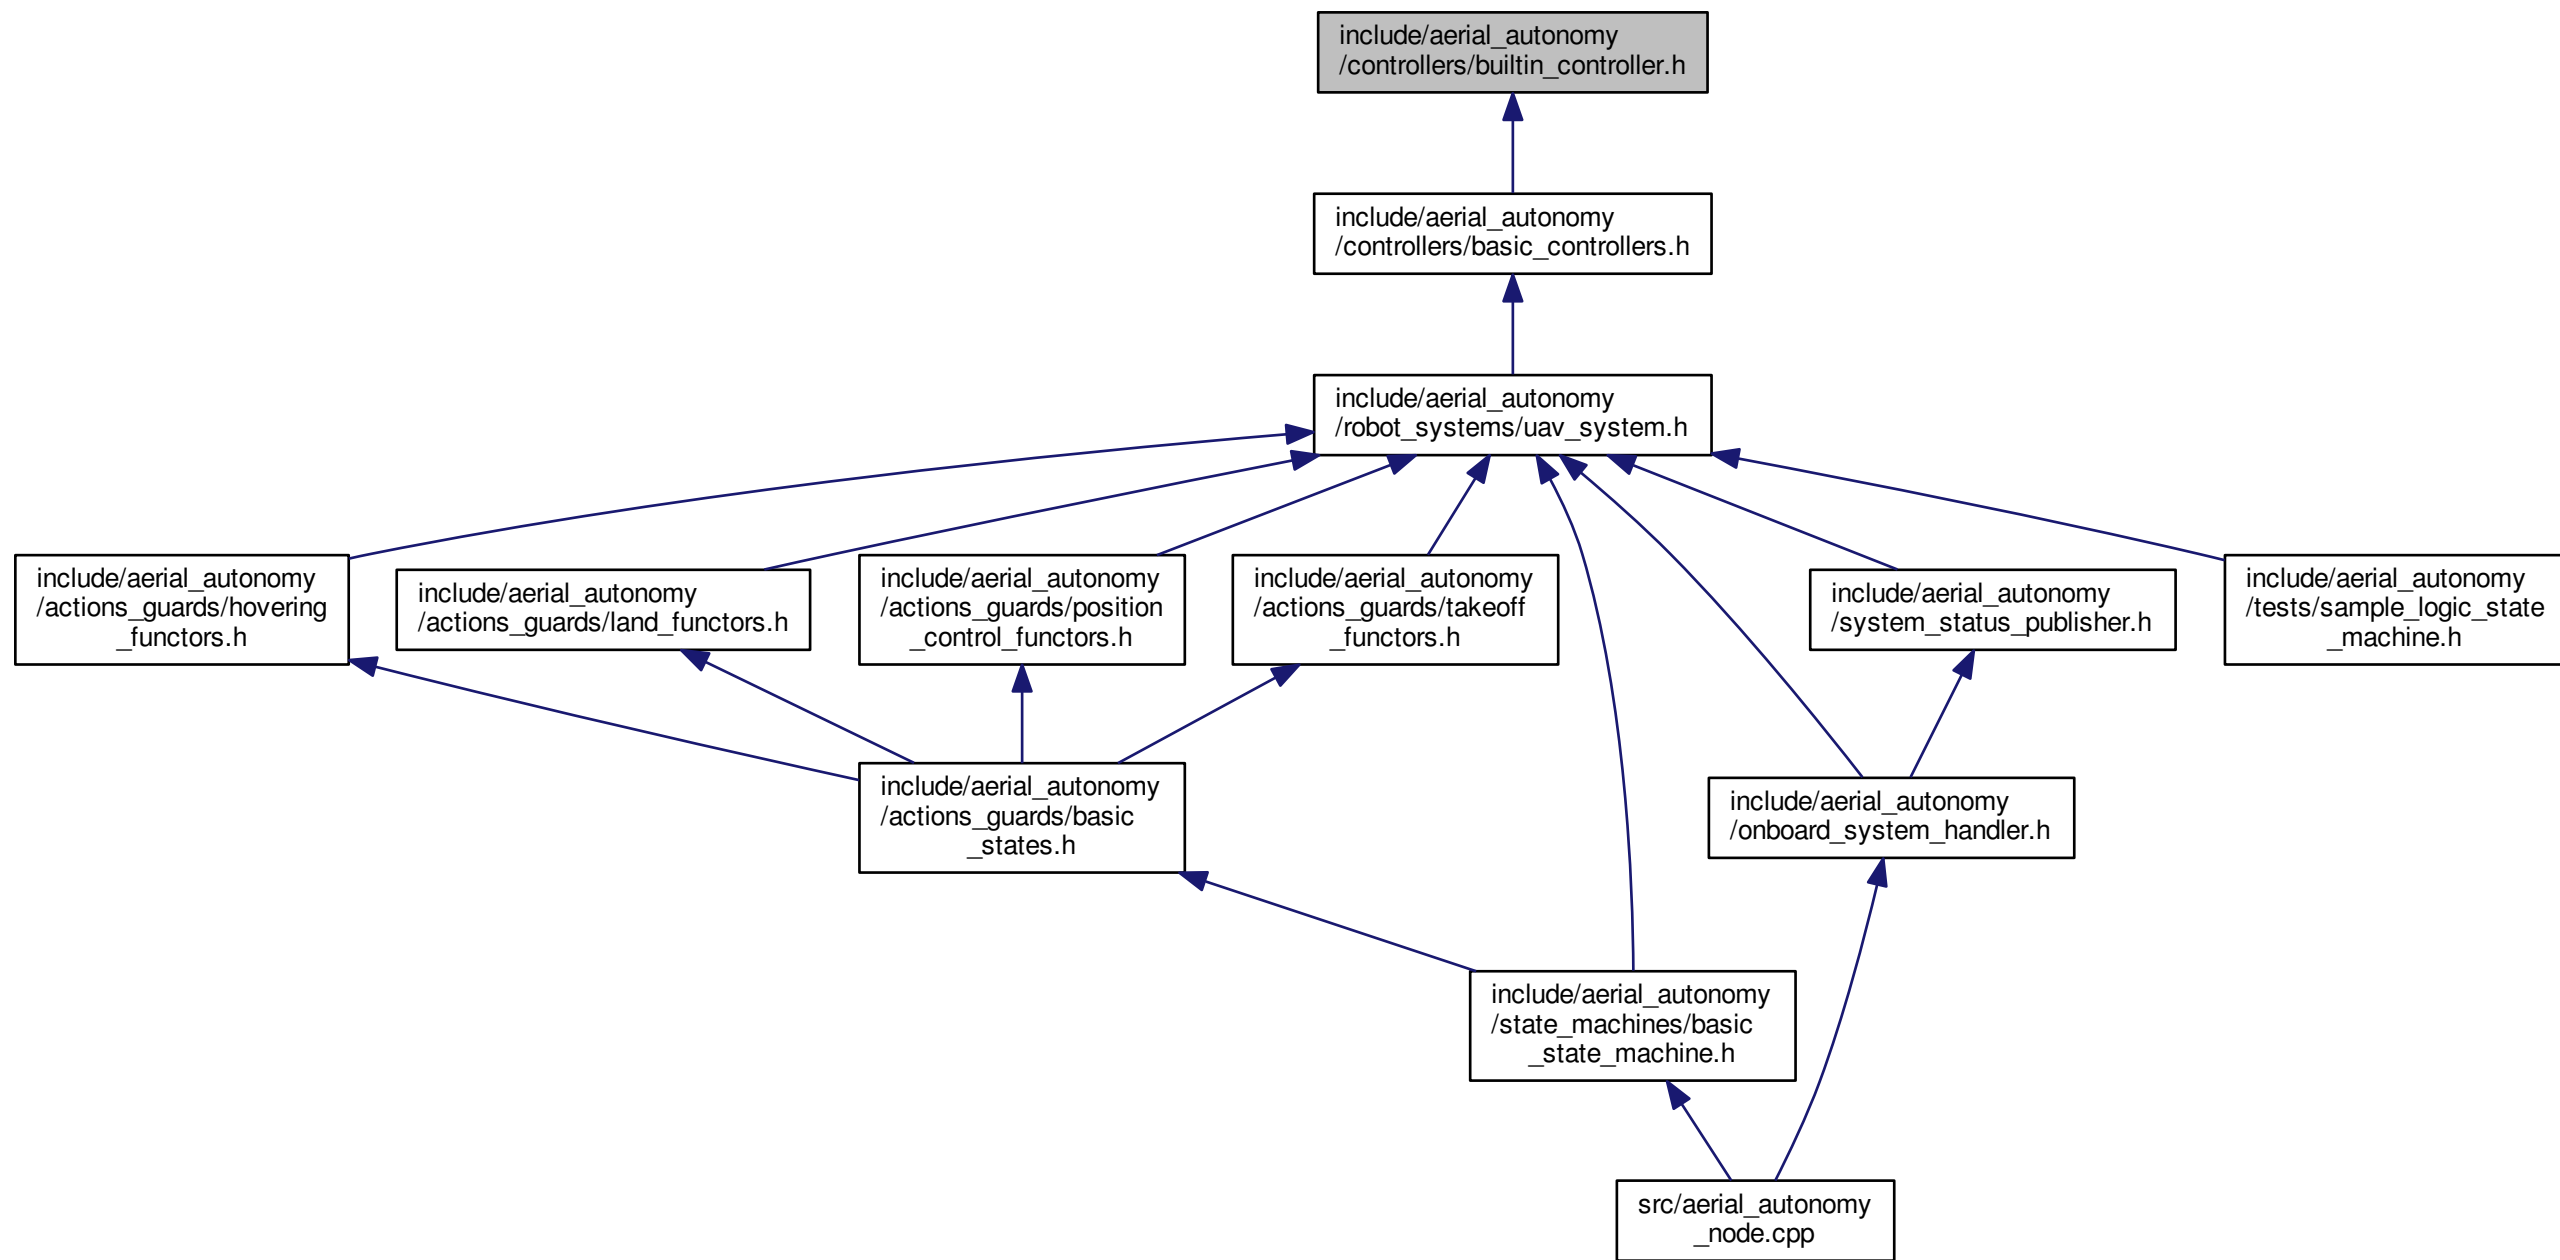 include/aerial_autonomy
/controllers/builtin_controller.h
include/aerial_autonomy
/controllers/basic_controllers.h
include/aerial_autonomy
/robot_systems/uav_system.h
include/aerial_autonomy
/actions_guards/hovering
_functors.h
include/aerial_autonomy
/actions_guards/land_functors.h
include/aerial_autonomy
/actions_guards/position
_control_functors.h
include/aerial_autonomy
/actions_guards/takeoff
_functors.h
include/aerial_autonomy
/system_status_publisher.h
include/aerial_autonomy
/tests/sample_logic_state
_machine.h
include/aerial_autonomy
/actions_guards/basic
_states.h
include/aerial_autonomy
/onboard_system_handler.h
include/aerial_autonomy
/state_machines/basic
_state_machine.h
src/aerial_autonomy
_node.cpp